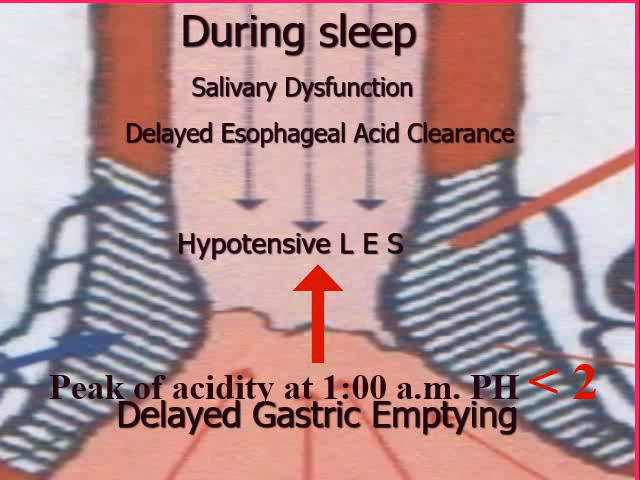 During sleep
Salivary Dysfunction
Delayed Esophageal Acid Clearance
Hypotensive L E S
Peak of acidity at 1:00 a.m. PH < 2
Delayed Gastric Emptying